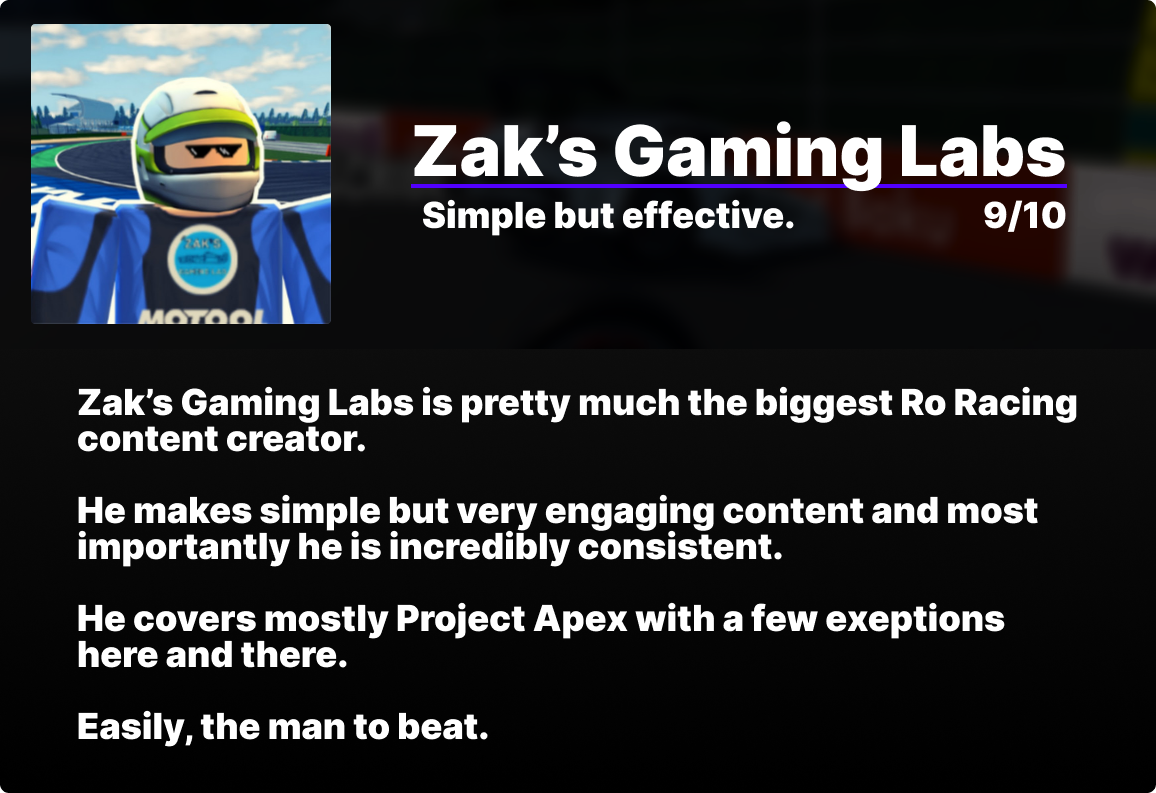 Zak’s Gaming Labs
Simple but effective. 9/10
ZAK'S
MOTOOL
Zak’s Gaming Labs is pretty much the biggest Ro Racing
content creator.
He makes simple but very engaging content and most
importantly he is incredibly consistent.
He covers mostly Project Apex with a few exeptions
here and there.
Easily, the man to beat.